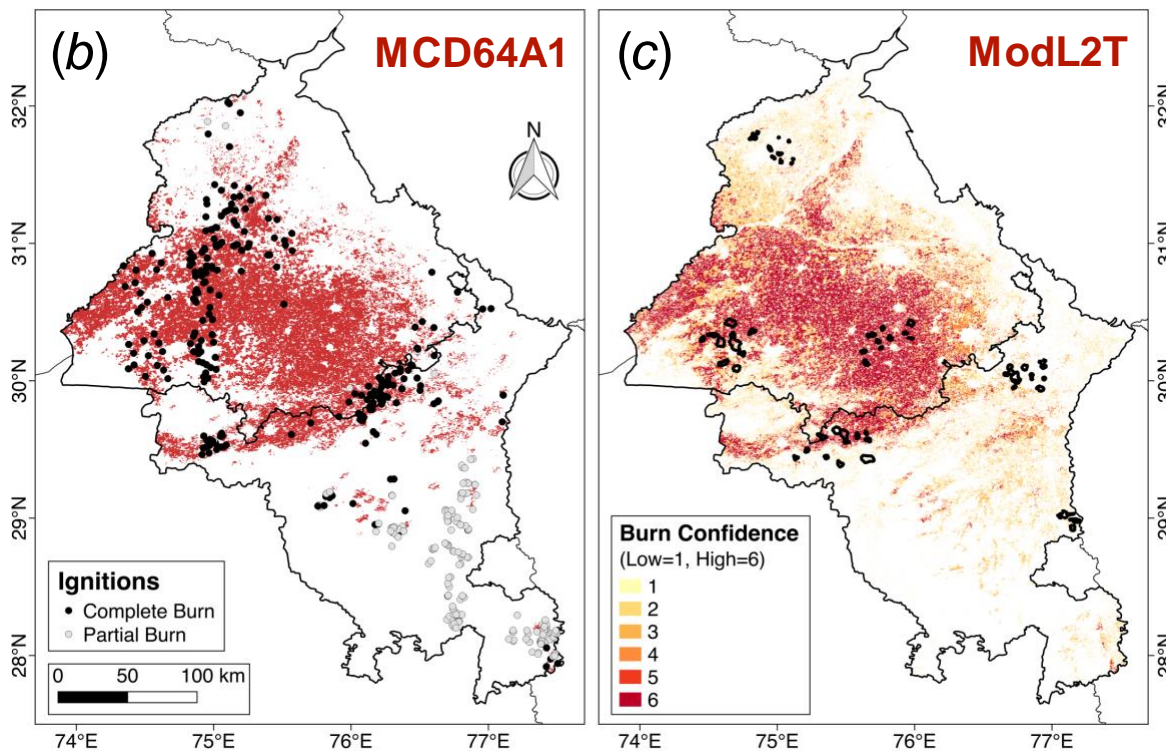 (b)
MCD64A1
N
32°N
31°N
30°N
29°N
28°N
Ignitions
Complete Burn
Partial Burn
0 50 100 km
74°E 75°E 76°E 77°E
(c)
ModL2T
32°N
31°N
30°N
29°N
28°N
Burn Confidence
(Low=1, High=6)
1
2
3
4
5
6
74°E 75°E 76°E 77°E